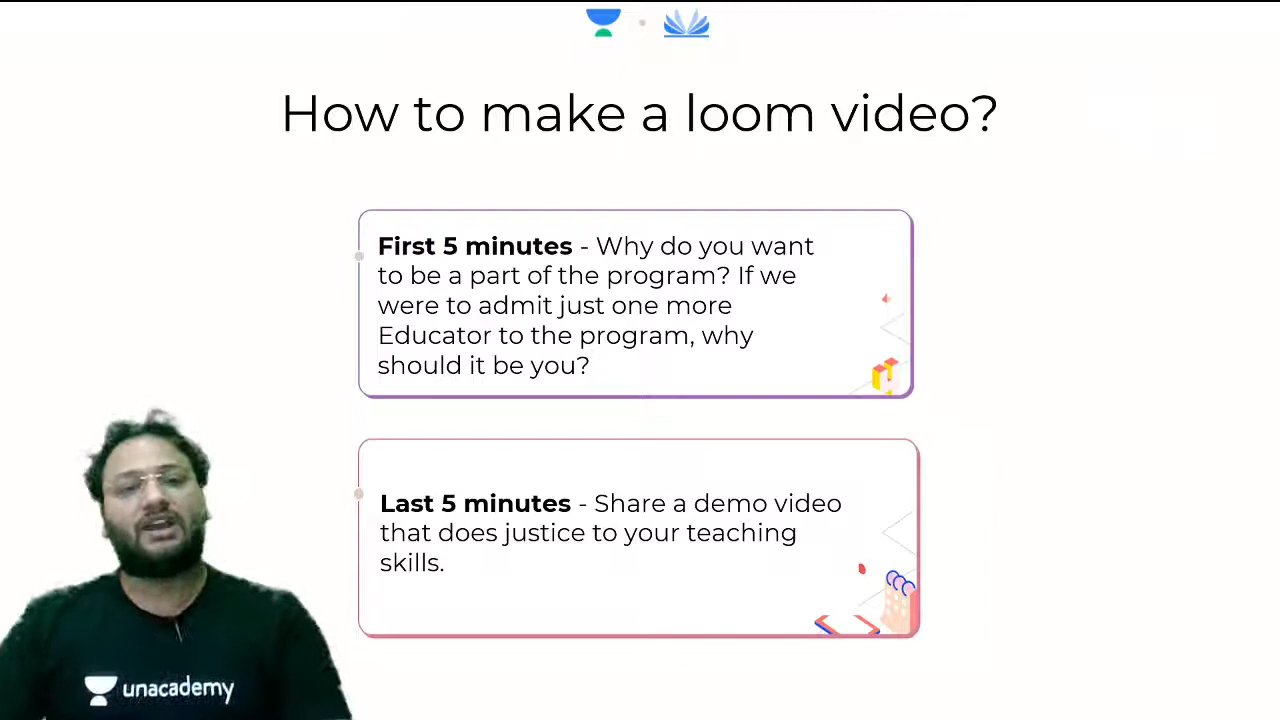 How to make a loom video?
First 5 minutes - Why do you want
to be a part of the program? If we
were to admit just one more
Educator to the program, why
should it be you?
Last 5 minutes - Share a demo video
that does justice to your teaching
skills.
unacademy